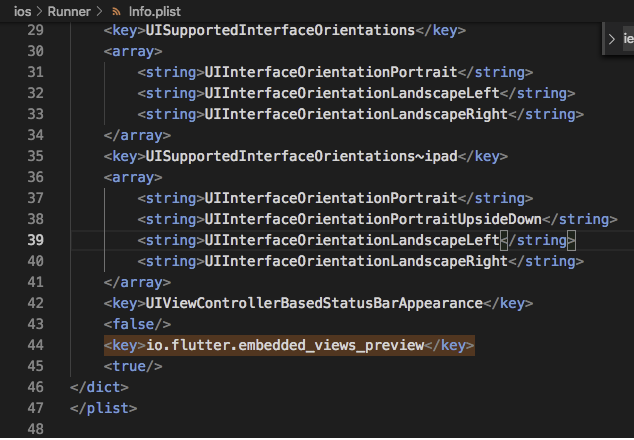 ios > Runner > Info.plist
29 <key>UISupportedInterfaceOrientations</key>
30 <array>
31 <string>UIInterfaceOrientationPortrait</string>
32 <string>UIInterfaceOrientationLandscapeLeft</string>
33 <string>UIInterfaceOrientationLandscapeRight</string>
34 </array>
35 <key>UISupportedInterfaceOrientations~ipad</key>
36 <array>
37 <string>UIInterfaceOrientationPortrait</string>
38 <string>UIInterfaceOrientationPortraitUpsideDown</string>
39 <string>UIInterfaceOrientationLandscapeLeft</string>
40 <string>UIInterfaceOrientationLandscapeRight</string>
41 </array>
42 <key>UIViewControllerBasedStatusBarAppearance</key>
43 <false/>
44 <key>io.flutter.embedded_views_preview</key>
45 <true/>
46 </dict>
47 </plist>
48